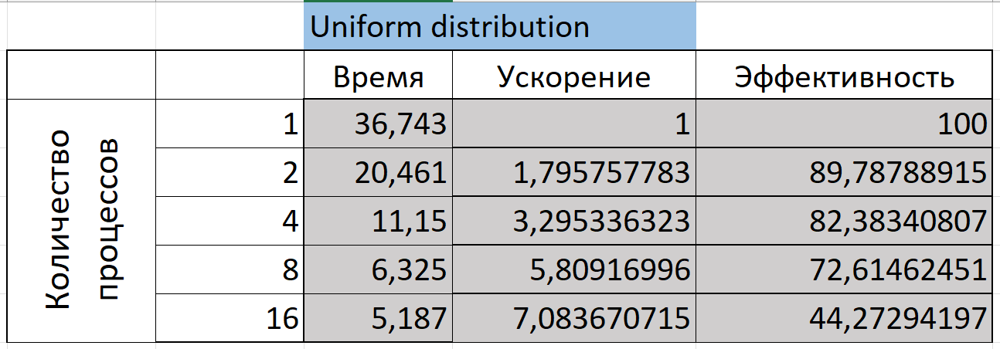 Uniform distribution
Время Ускорение Эффективность
Количество
процессов
1 36,743 1 100
2 20,461 1,795757783 89,78788915
4 11,15 3,295336323 82,38340807
8 6,325 5,80916996 72,61462451
16 5,187 7,083670715 44,27294197